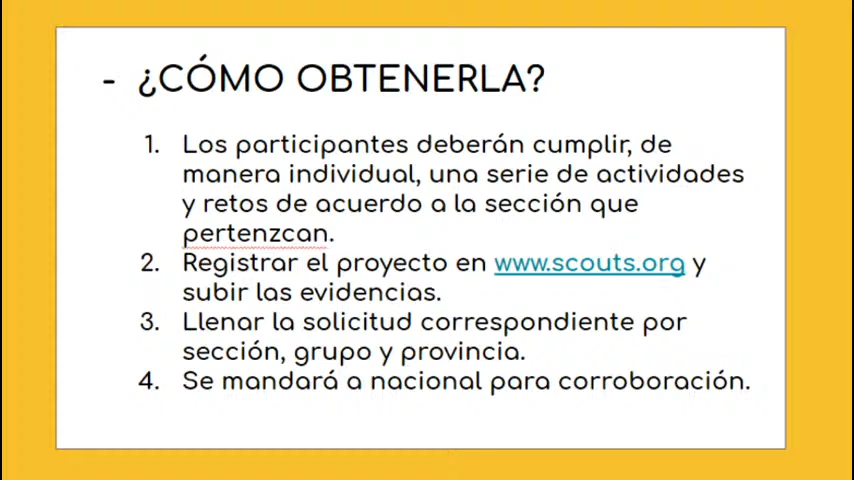 - ¿CÓMO OBTENERLA?
1. Los participantes deberán cumplir, de
manera individual, una serie de actividades
y retos de acuerdo a la sección que
pertenzcan.
2. Registrar el proyecto en www.scouts.org y
subir las evidencias.
3. Llenar la solicitud correspondiente por
sección, grupo y provincia.
4. Se mandará a nacional para corroboración.